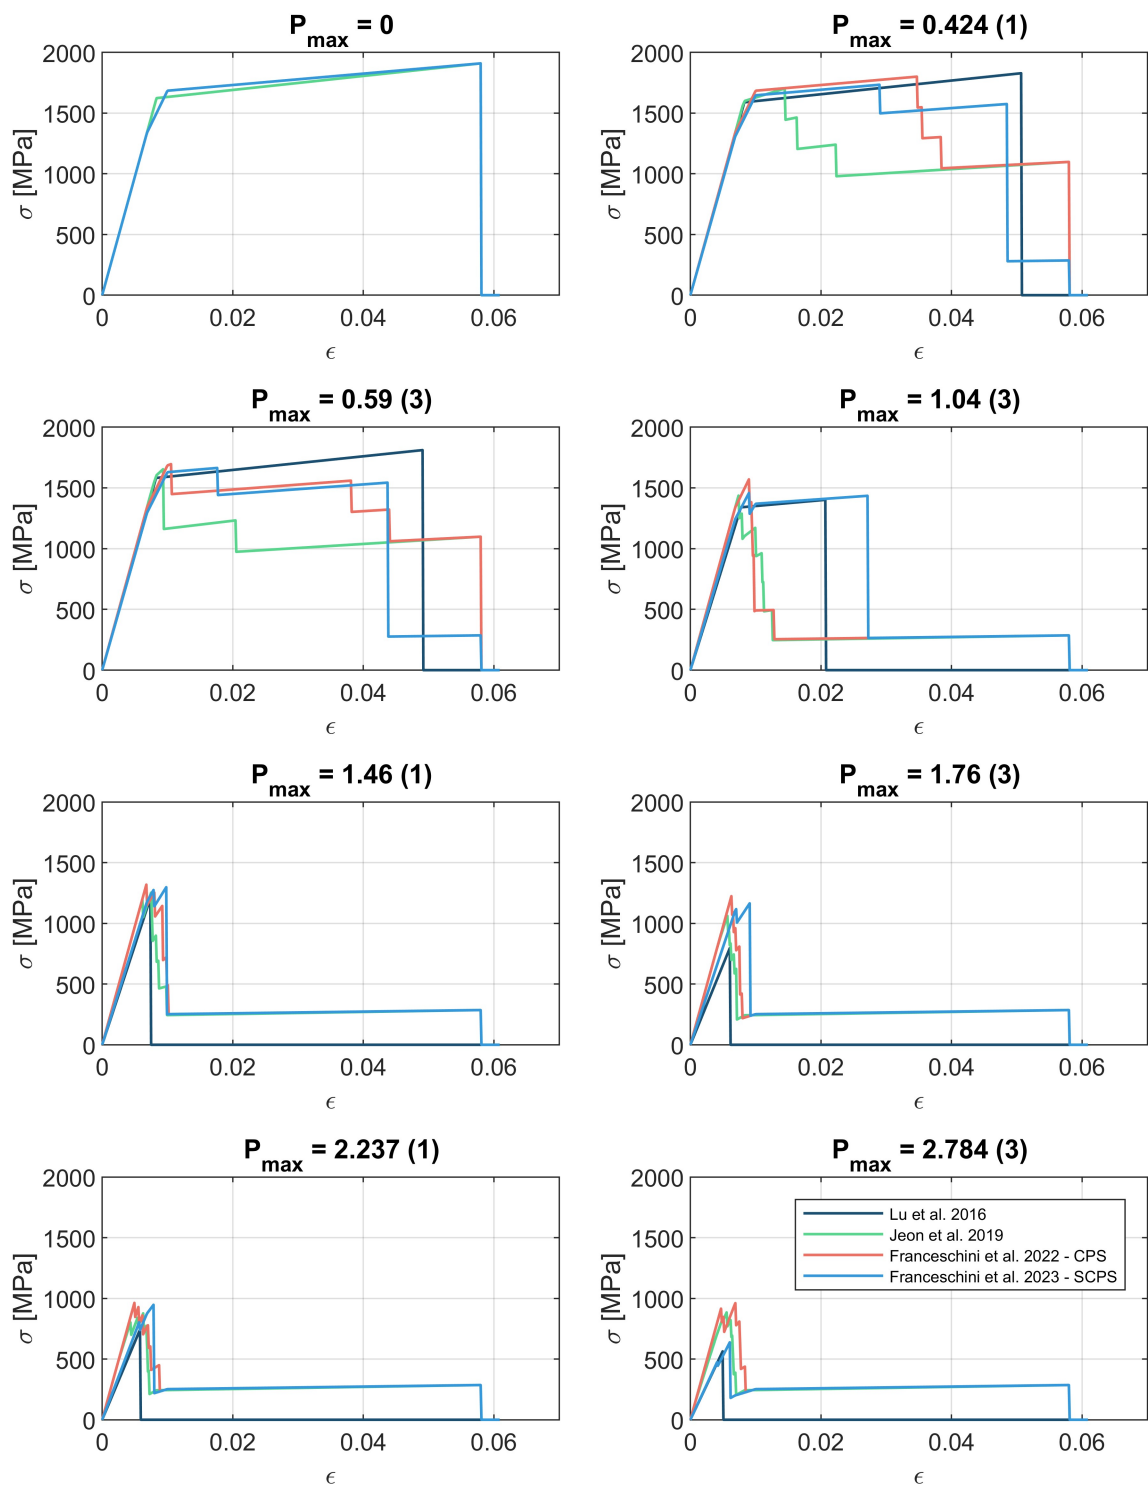 P_max = 0
P_max = 0.424 (1)
2000
1500
1000
500
0
σ [MPa]
0
0.02
0.04
0.06
ϵ
2000
1500
1000
500
0
σ [MPa]
0
0.02
0.04
0.06
ϵ
P_max = 0.59 (3)
P_max = 1.04 (3)
2000
1500
1000
500
0
σ [MPa]
0
0.02
0.04
0.06
ϵ
2000
1500
1000
500
0
σ [MPa]
0
0.02
0.04
0.06
ϵ
P_max = 1.46 (1)
P_max = 1.76 (3)
2000
1500
1000
500
0
σ [MPa]
0
0.02
0.04
0.06
ϵ
2000
1500
1000
500
0
σ [MPa]
0
0.02
0.04
0.06
ϵ
P_max = 2.237 (1)
P_max = 2.784 (3)
2000
1500
1000
500
0
σ [MPa]
0
0.02
0.04
0.06
ϵ
2000
1500
1000
500
0
σ [MPa]
0
0.02
0.04
0.06
ϵ
Lu et al. 2016
Jeon et al. 2019
Franceschini et al. 2022 - CPS
Franceschini et al. 2023 - SCPS